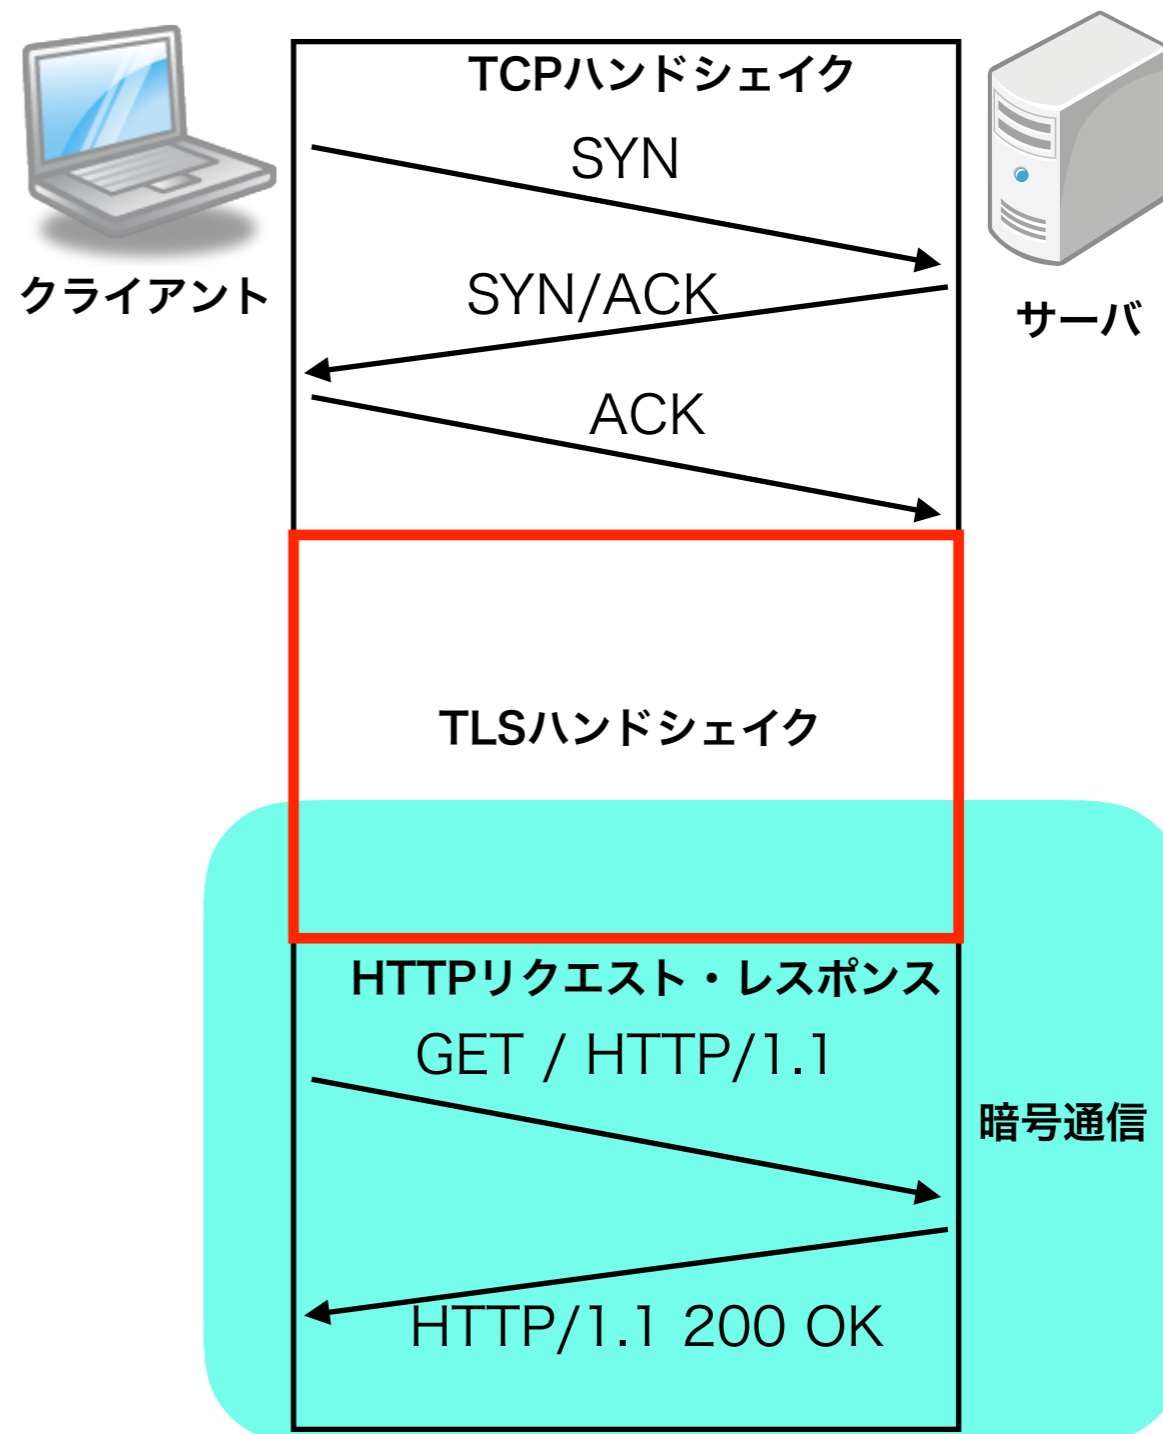 TCPハンドシェイク
SYN
クライアント
SYN/ACK
サーバ
ACK
TLSハンドシェイク
HTTPリクエスト・レスポンス
GET / HTTP/1.1
暗号通信
HTTP/1.1 200 OK